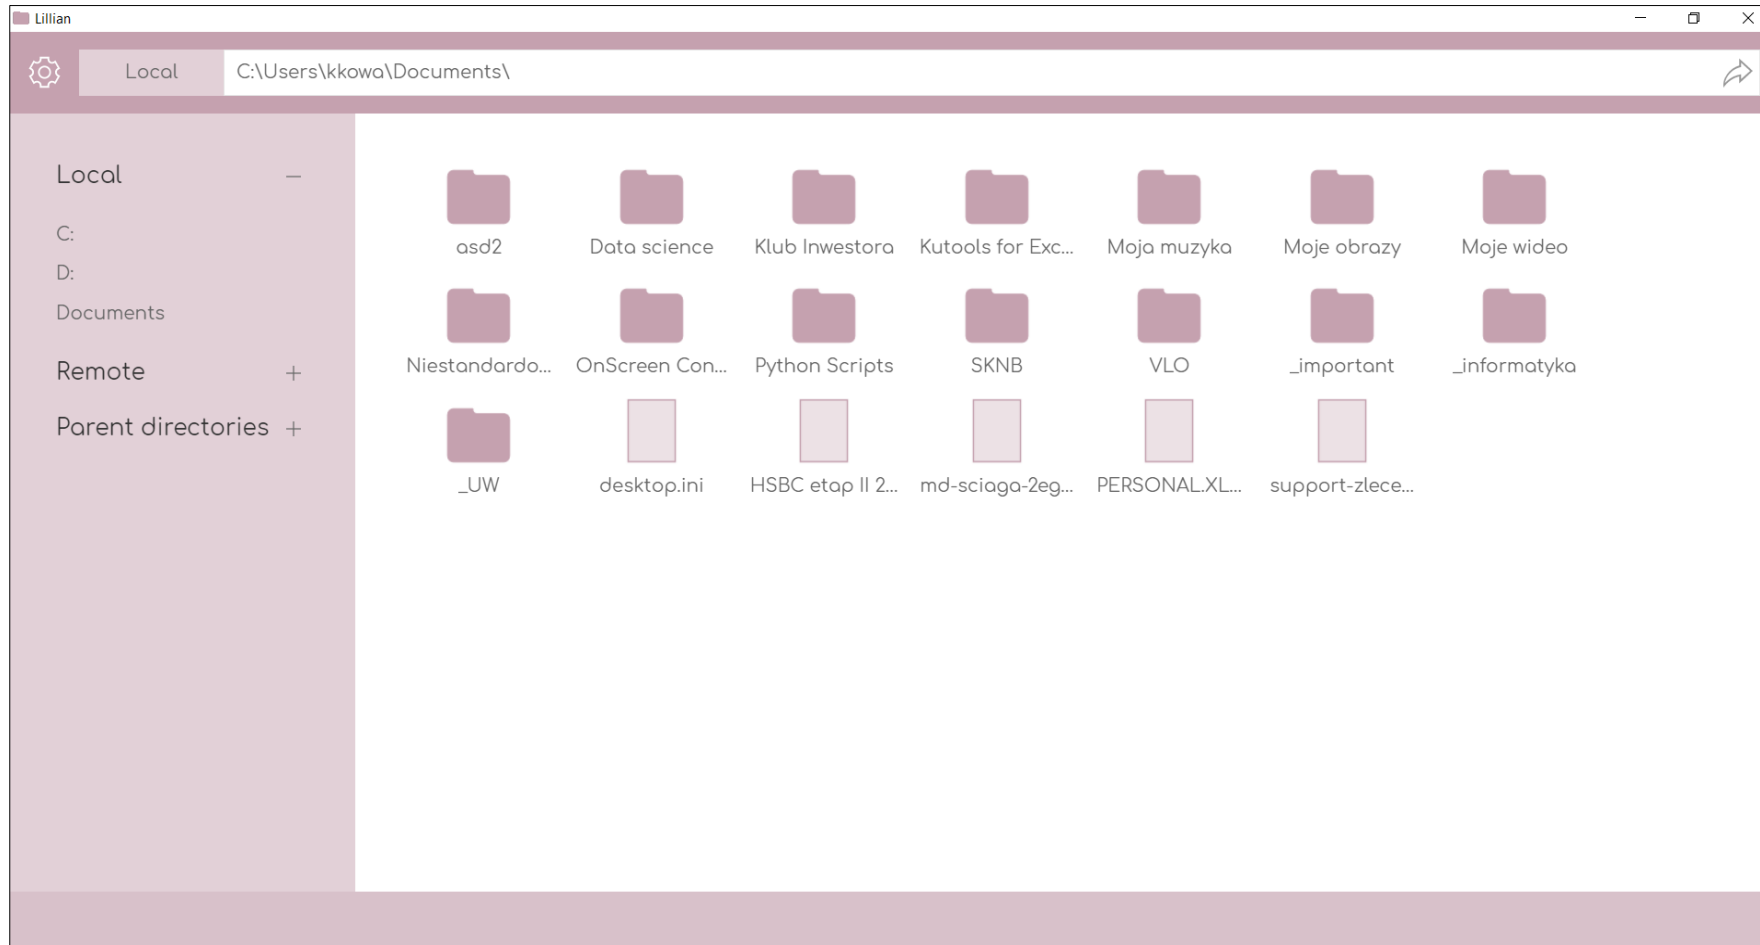 Lillian
Local C:\Users\kkowa\Documents\
Local
C:
D:
Documents
Remote
Parent directories
asd2 Data science Klub Inwestora Kutools for Exc... Moja muzyka Moje obrazy Moje wideo
Niestandardo... OnScreen Con... Python Scripts SKNB VLO _important _informatyka
_UW desktop.ini HSBC etap II 2... md-sciaga-2eg... PERSONAL.XL... support-zlece...